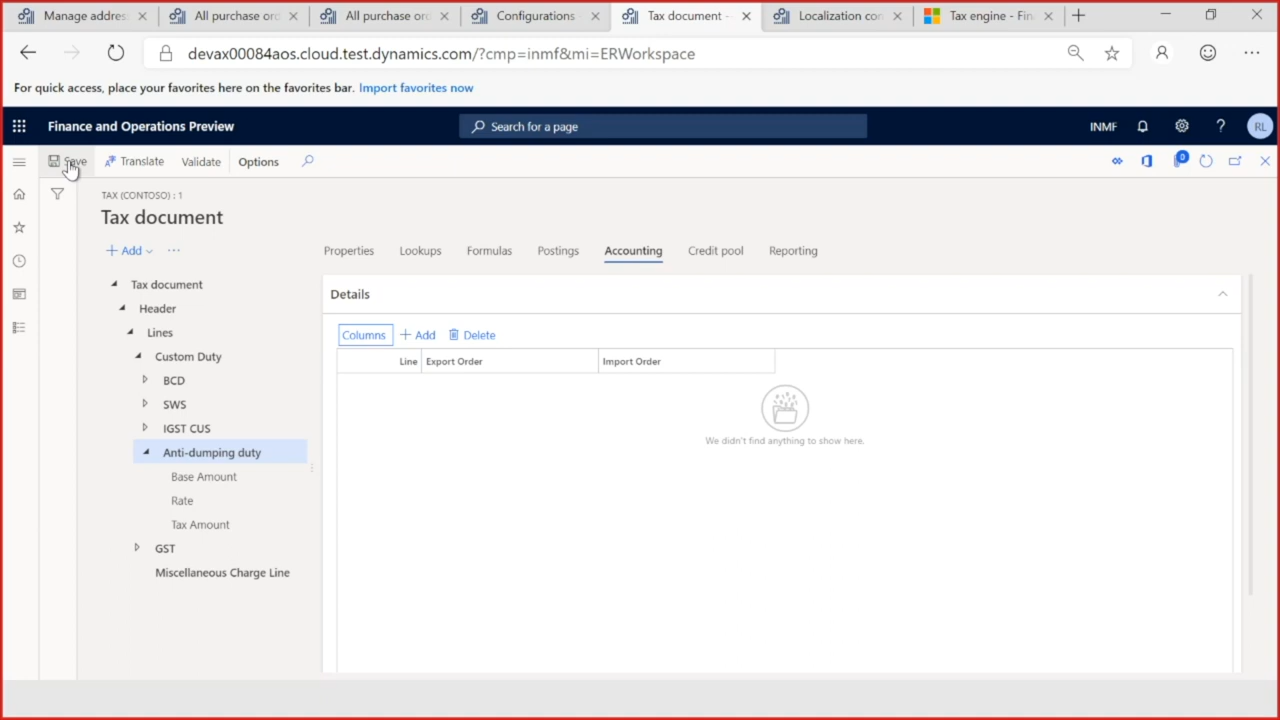 Manage addres
All purchase ord
All purchase ord
Configurations -
Tax document --
Localization con
Tax engine - Fin
devax00084aos.cloud.test.dynamics.com/?cmp=inmf&mi=ERWorkspace
For quick access, place your favorites here on the favorites bar. Import favorites now
Finance and Operations Preview
Search for a page
INMF
?
RL
Save
Translate
Validate
Options
0
TAX (CONTOSO) : 1
Tax document
+ Add
Properties
Lookups
Formulas
Postings
Accounting
Credit pool
Reporting
Tax document
Header
Lines
Custom Duty
BCD
SWS
IGST CUS
Anti-dumping duty
Base Amount
Rate
Tax Amount
GST
Miscellaneous Charge Line
Details
Columns
+ Add
Delete
Line
Export Order
Import Order
We didn't find anything to show here.